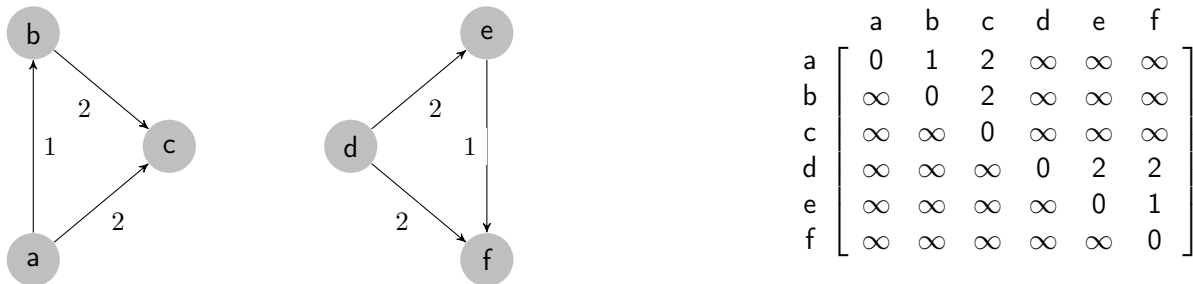 b
2
1
c
2
a
e
2
d
1
2
f
a b c d e f
a 0 1 2 ∞ ∞ ∞
b ∞ 0 2 ∞ ∞ ∞
c ∞ ∞ 0 ∞ ∞ ∞
d ∞ ∞ ∞ 0 2 2
e ∞ ∞ ∞ ∞ 0 1
f ∞ ∞ ∞ ∞ ∞ 0